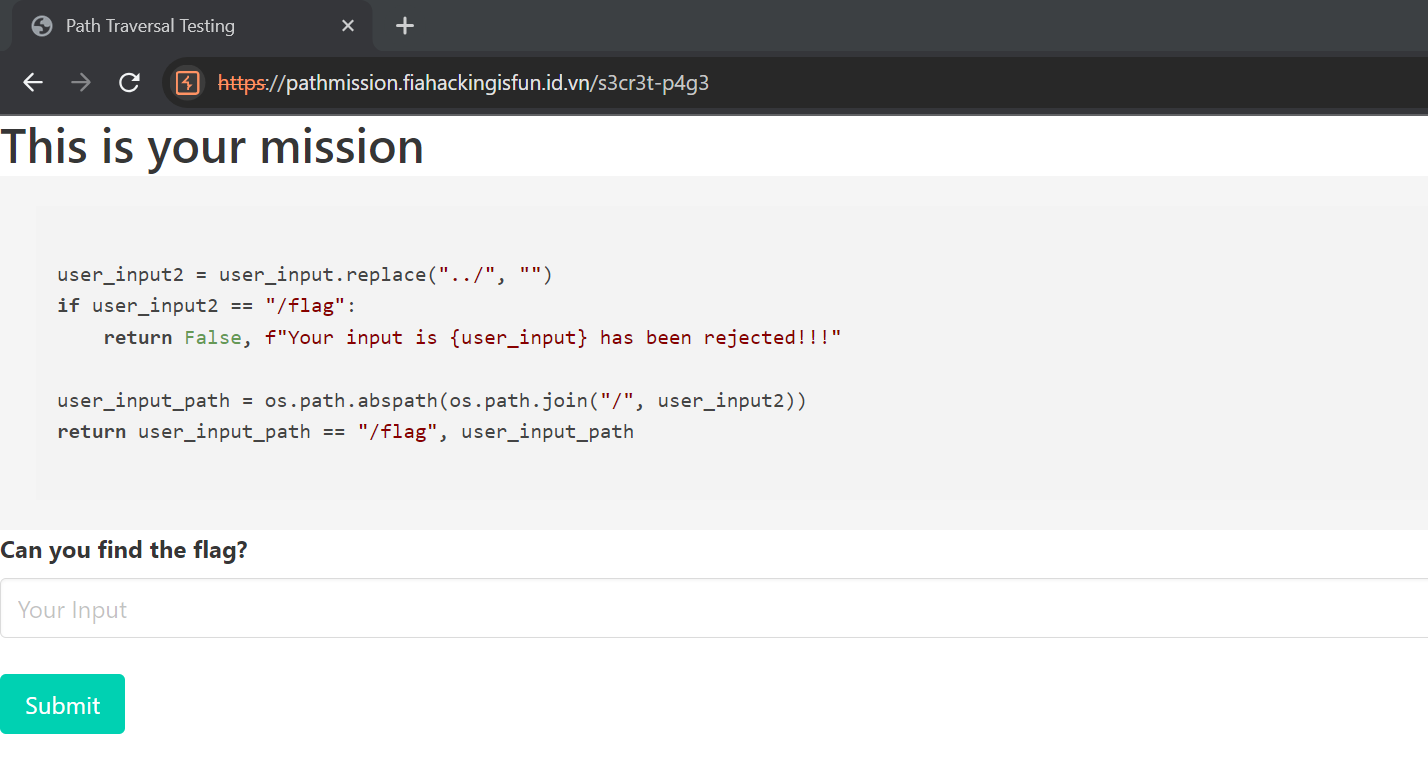 Path Traversal Testing
https://pathmission.fiahackingisfun.id.vn/s3cr3t-p4g3
This is your mission
user_input2 = user_input.replace("../", "")
if user_input2 == "/flag":
    return False, f"Your input is {user_input} has been rejected!!!"
user_input_path = os.path.abspath(os.path.join("/", user_input2))
return user_input_path == "/flag", user_input_path
Can you find the flag?
Your Input
Submit